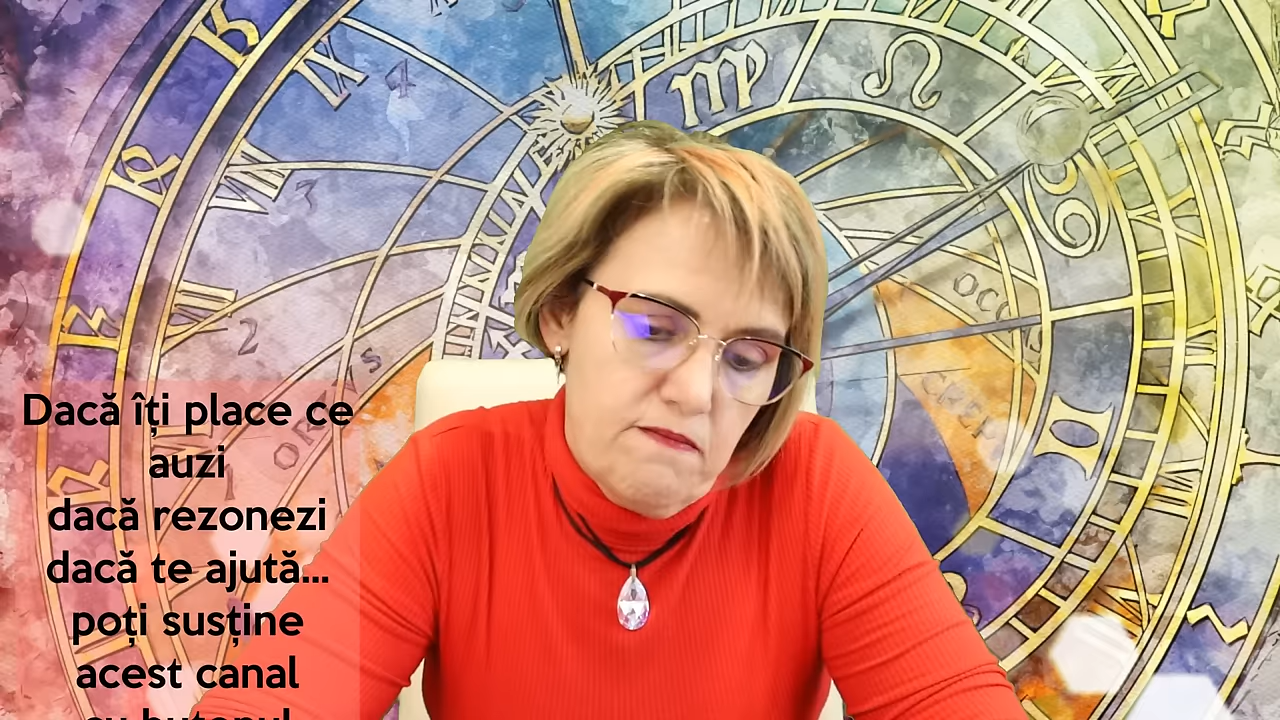 Dacă îți place ce
auzi
dacă rezonezi
dacă te ajută...
poți susține
acest canal